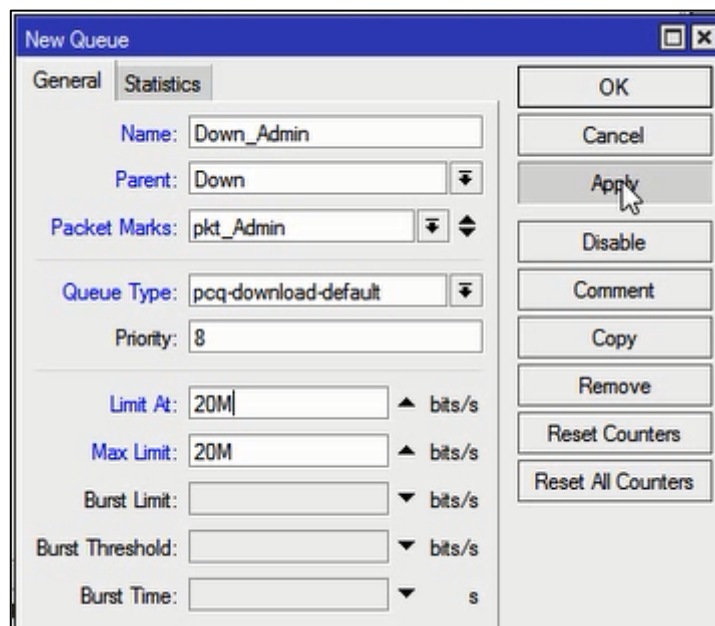 New Queue
General Statistics
Name: Down_Admin
Parent: Down
Packet Marks: pkt_Admin
Queue Type: pcq-download-default
Priority: 8
Limit At: 20M bits/s
Max Limit: 20M bits/s
Burst Limit: bits/s
Burst Threshold: bits/s
Burst Time: s
OK
Cancel
Apply
Disable
Comment
Copy
Remove
Reset Counters
Reset All Counters